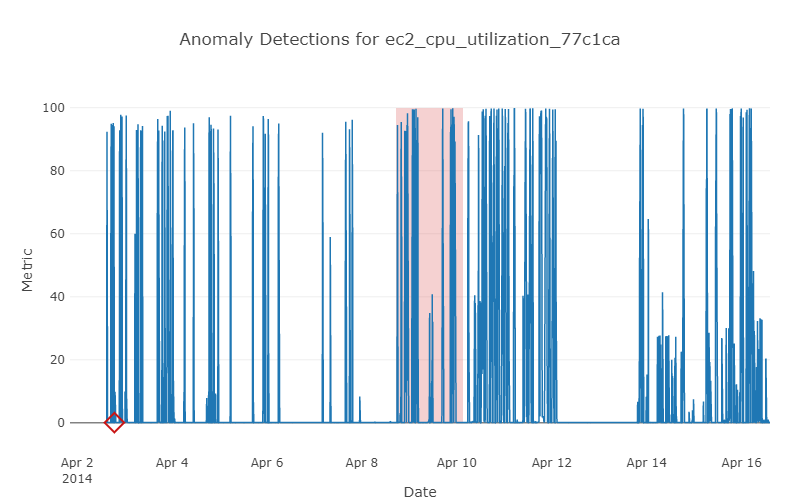 Anomaly Detections for ec2_cpu_utilization_77c1ca
100
80
60
40
20
0
Metric
Apr 2 Apr 4 Apr 6 Apr 8 Apr 10 Apr 12 Apr 14 Apr 16
2014
Date